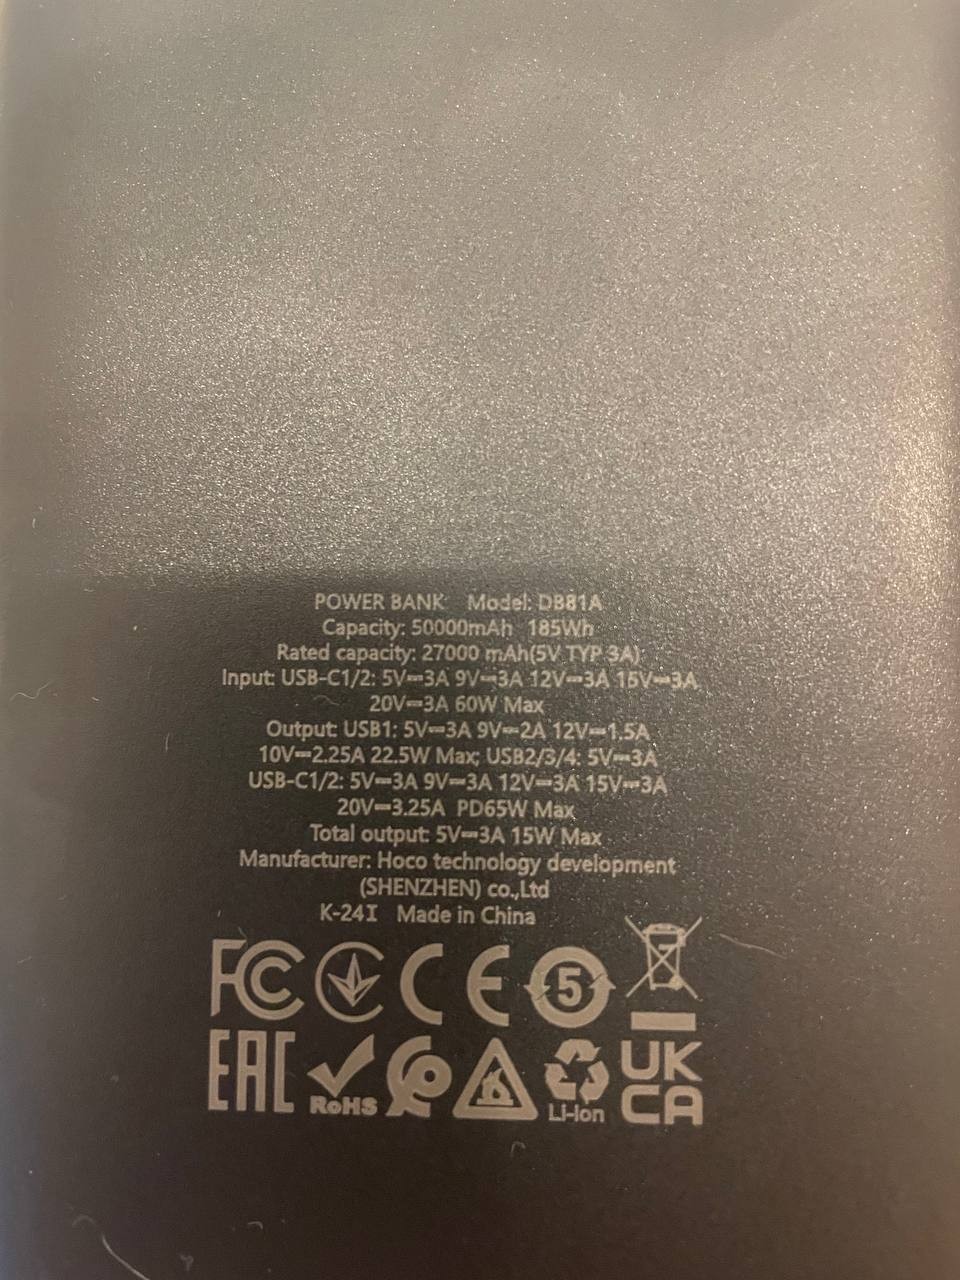 POWER BANK Model: DB81A
Capacity: 50000mAh 185Wh
Rated capacity: 27000 mAh(5V TYP 3A)
Input: USB-C1/2: 5V⎓3A 9V⎓3A 12V⎓3A 15V⎓3A
20V⎓3A 60W Max
Output: USB1: 5V⎓3A 9V⎓2A 12V⎓1.5A
10V⎓2.25A 22.5W Max; USB2/3/4: 5V⎓3A
USB-C1/2: 5V⎓3A 9V⎓3A 12V⎓3A 15V⎓3A
20V⎓3.25A PD65W Max
Total output: 5V⎓3A 15W Max
Manufacturer: Hoco technology development
(SHENZHEN) co.,Ltd
K-24I Made in China
FC CE 5
EAC RoHS Li-Ion UK CA